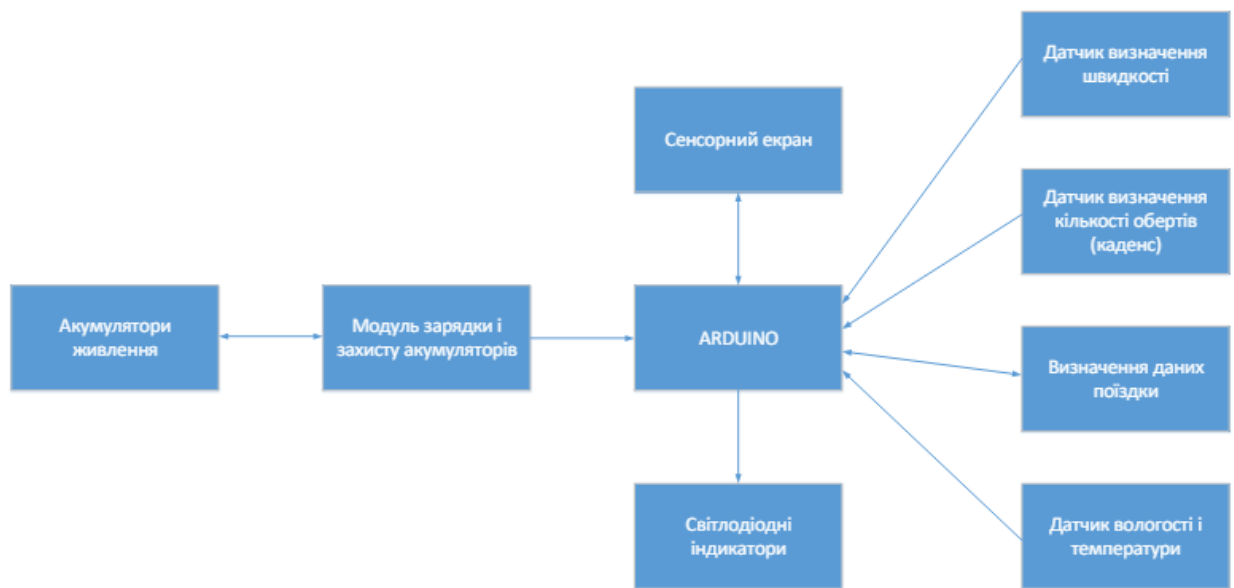 Датчик визначення
швидкості
Сенсорний екран
Датчик визначення
кількості обертів
(каденс)
Акумулятори
живлення
Модуль зарядки і
захисту акумуляторів
ARDUINO
Визначення даних
поїздки
Світлодіодні
індикатори
Датчик вологості і
температури